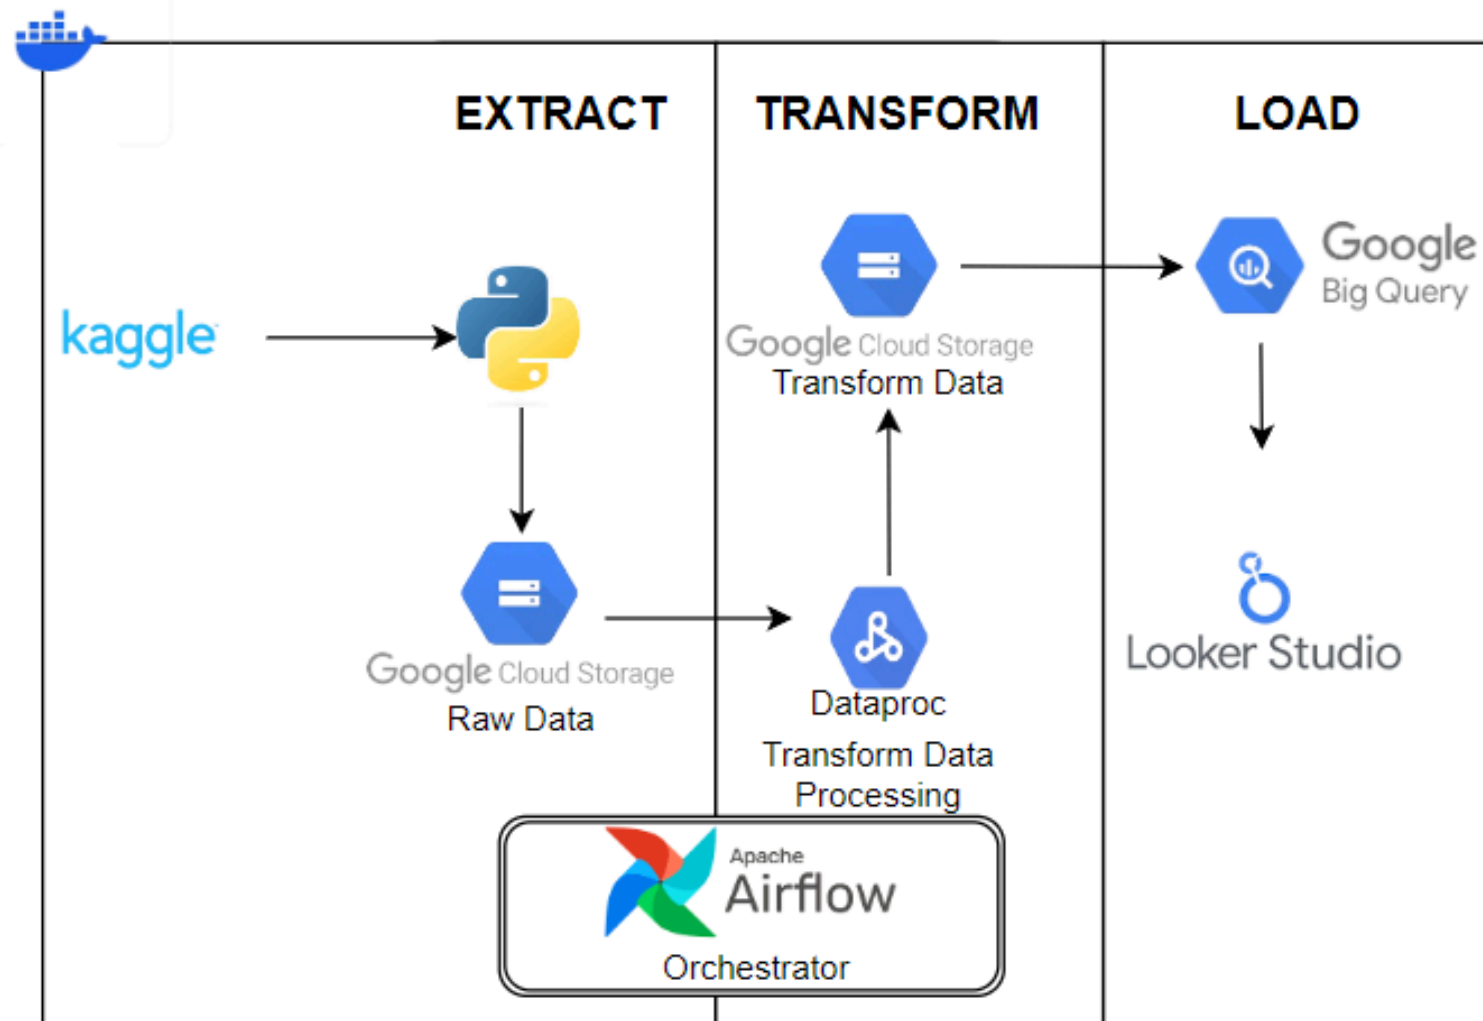 EXTRACT
TRANSFORM
LOAD
kaggle
Google Cloud Storage
Raw Data
Google Cloud Storage
Transform Data
Dataproc
Transform Data
Processing
Google
Big Query
Looker Studio
Apache
Airflow
Orchestrator